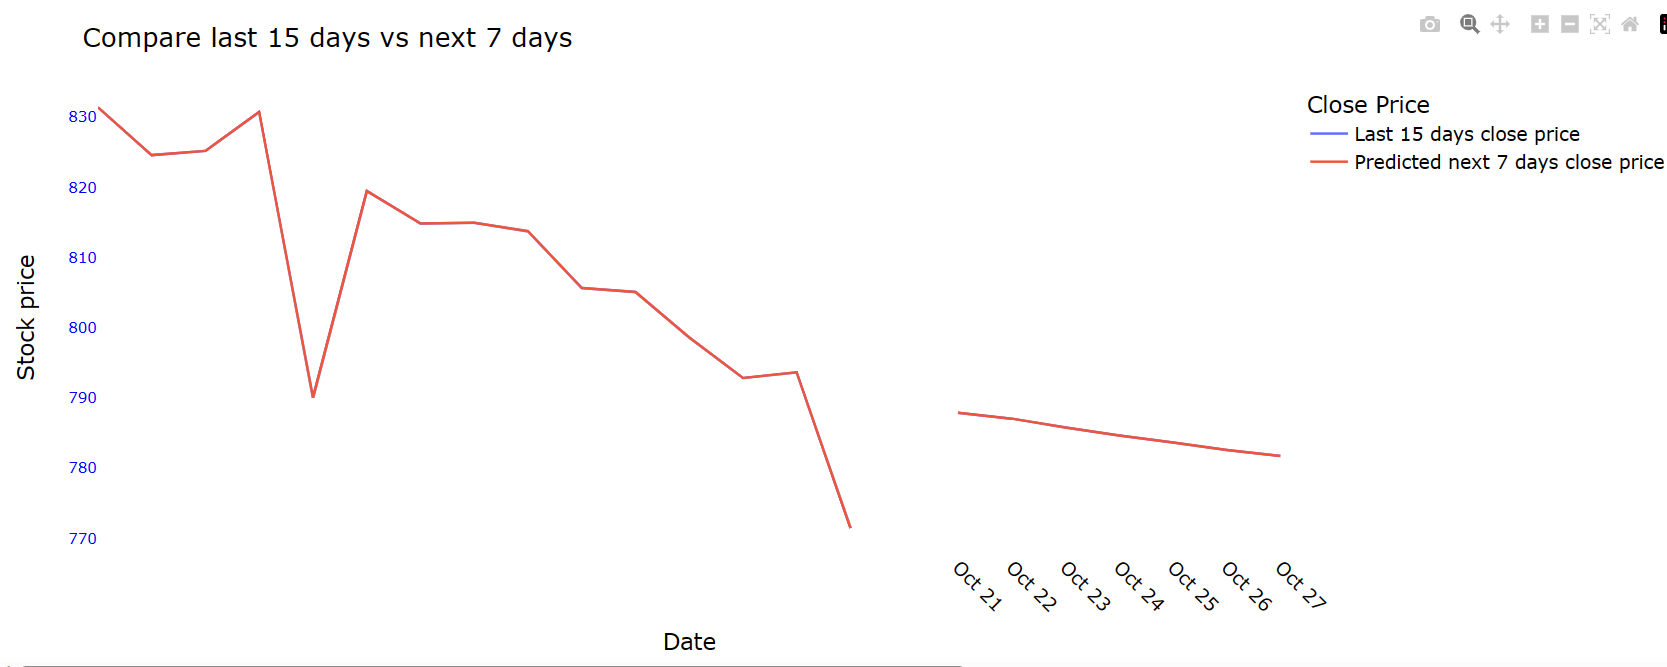 Compare last 15 days vs next 7 days
Close Price
Last 15 days close price
Predicted next 7 days close price
830
820
810
800
790
780
770
Stock price
Oct 21
Oct 22
Oct 23
Oct 24
Oct 25
Oct 26
Oct 27
Date